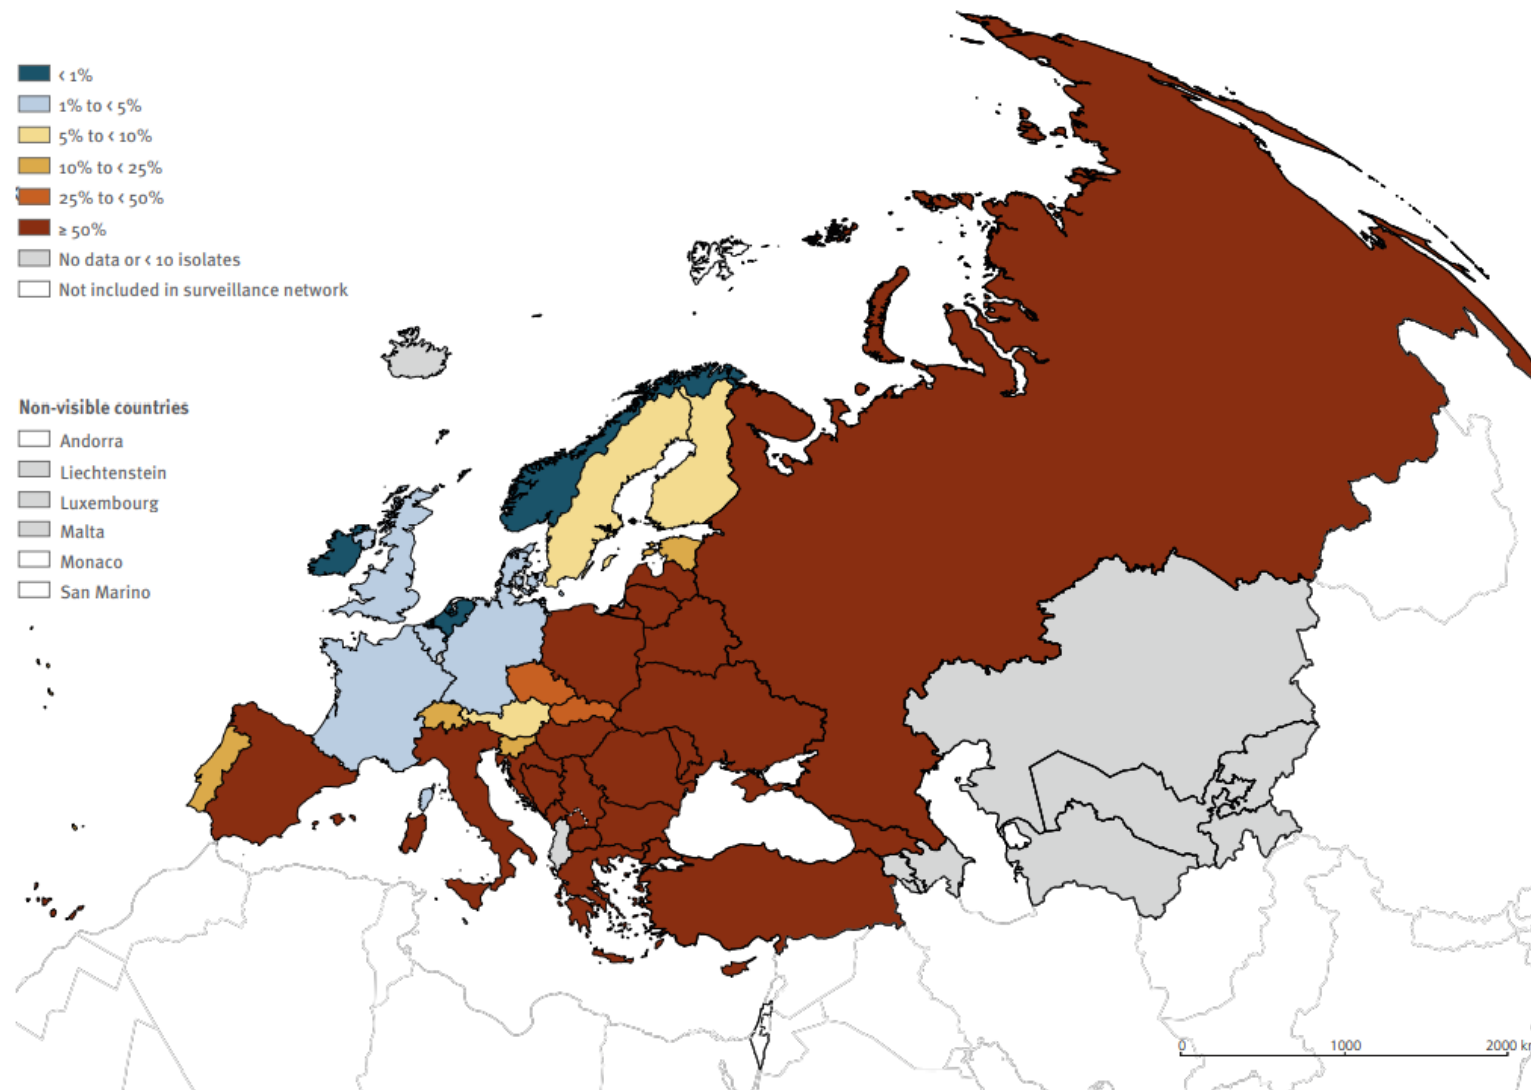 < 1%
1% to < 5%
5% to < 10%
10% to < 25%
25% to < 50%
≥ 50%
No data or < 10 isolates
Not included in surveillance network
Non-visible countries
Andorra
Liechtenstein
Luxembourg
Malta
Monaco
San Marino
0 1000 2000 k